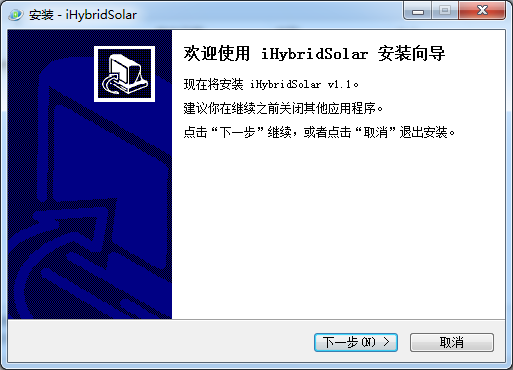 安装 - iHybridSolar
欢迎使用 iHybridSolar 安装向导
现在将安装 iHybridSolar v1.1。
建议你在继续之前关闭其他应用程序。
点击“下一步”继续，或者点击“取消”退出安装。
下一步(N) >
取消